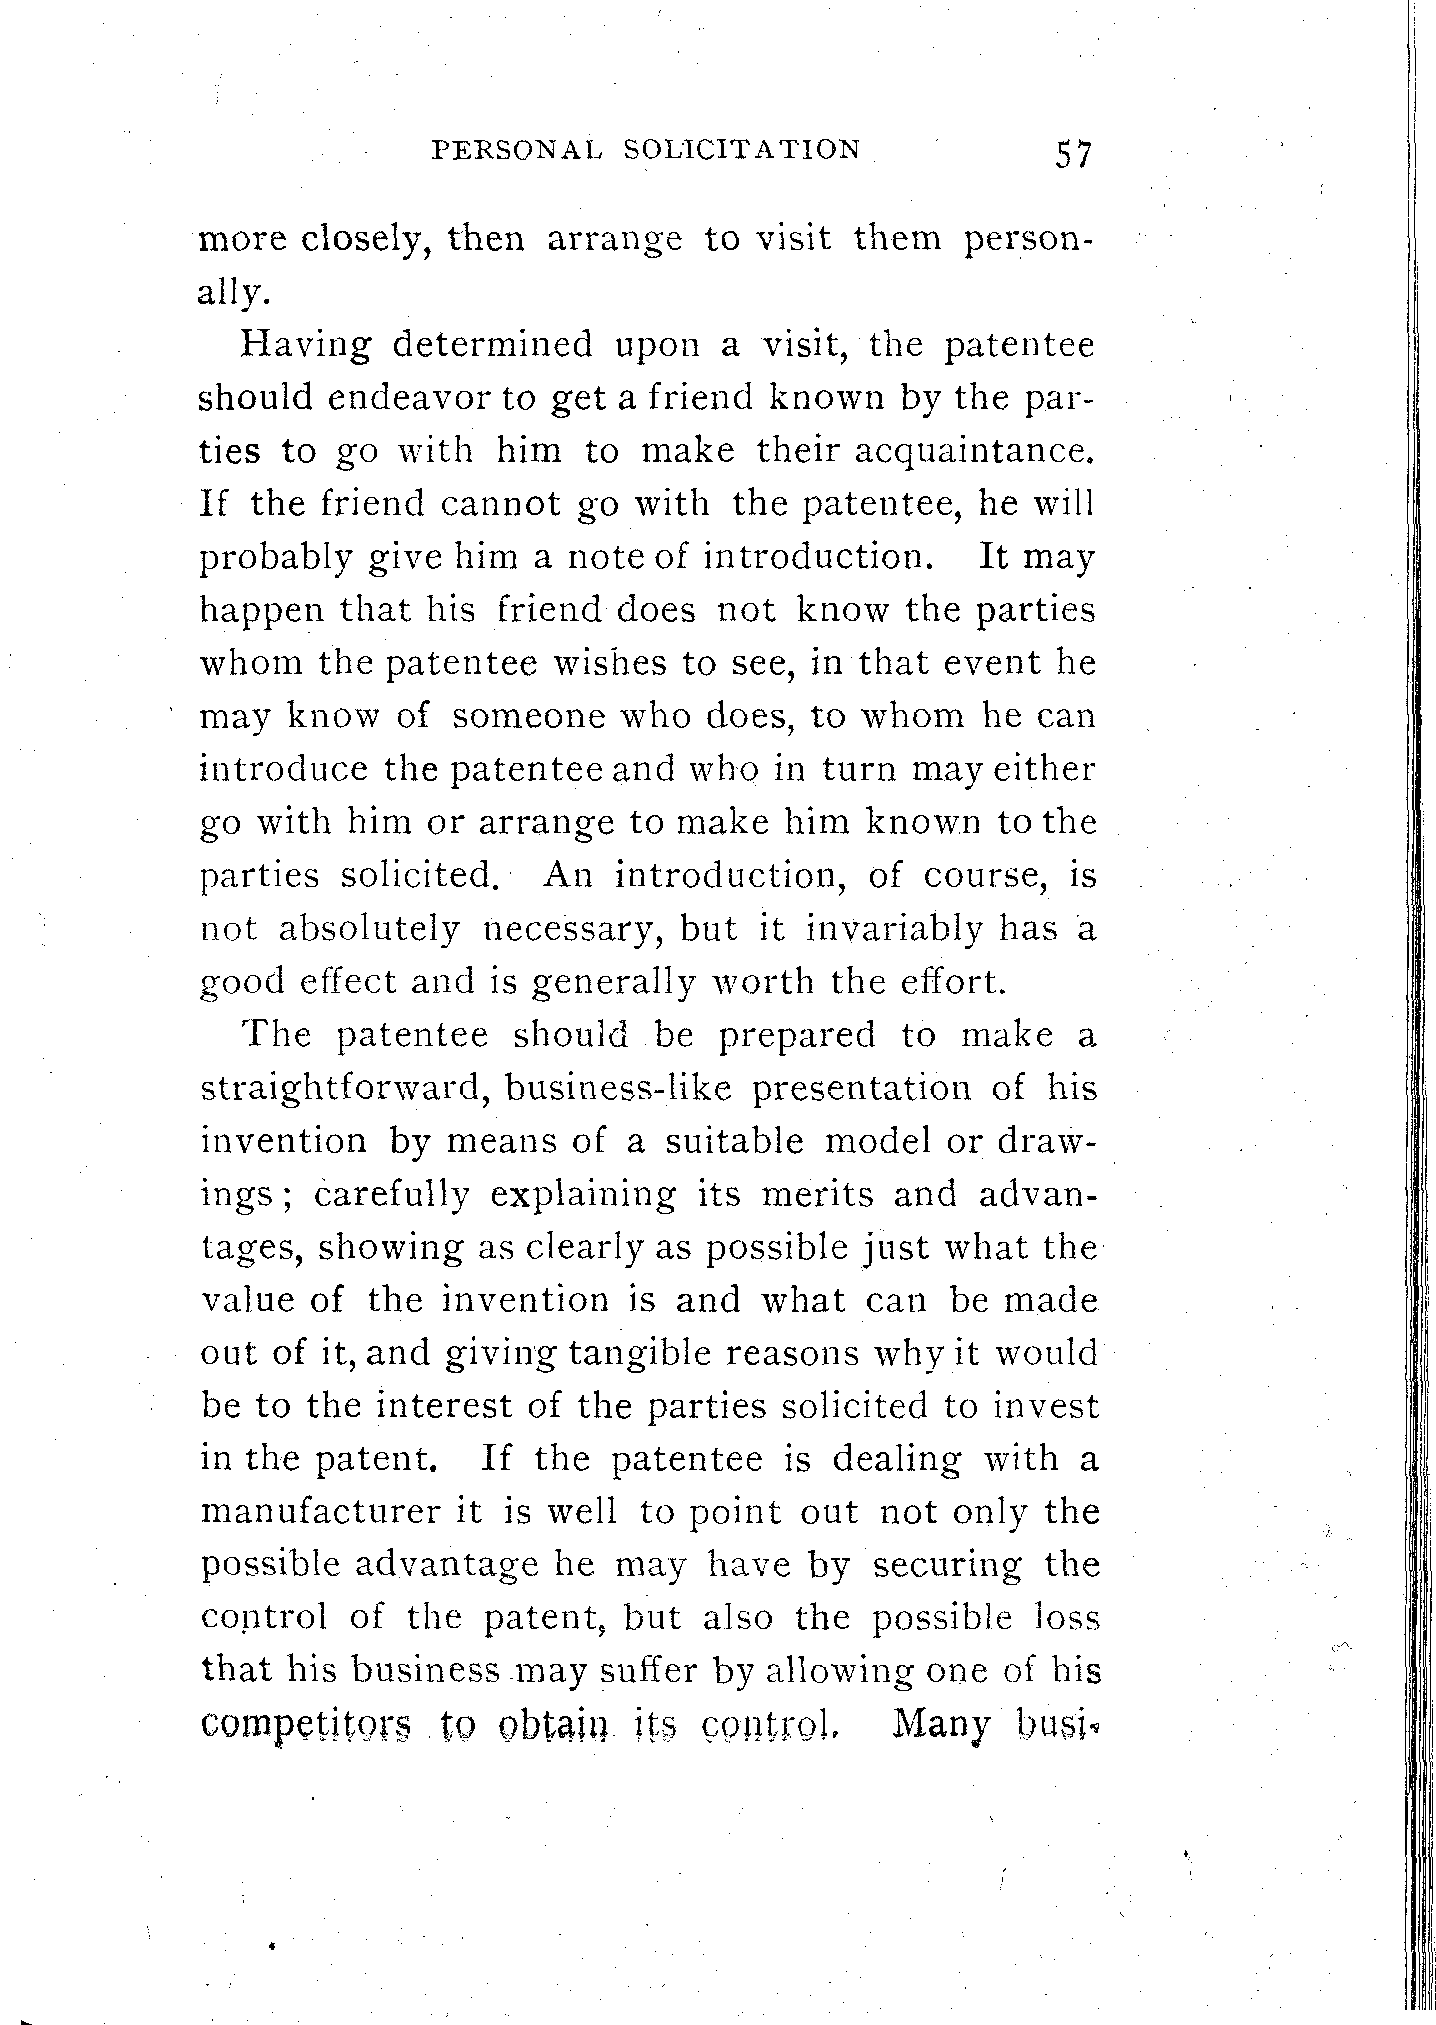 PERSONAL SOLICITATION 57
more closely, then arrange to visit them person-
ally.
Having determined upon a visit, the patentee
should endeavor to get a friend known by the par-
ties to go with him to make their acquaintance.
If the friend cannot go with the patentee, he will
probably give him a note of introduction. It may
happen that his friend does not know the parties
whom the patentee wishes to see, in that event he
may know of someone who does, to whom he can
introduce the patentee and who in turn may either
go with him or arrange to make him known to the
parties solicited. An introduction, of course, is
not absolutely necessary, but it invariably has a
good effect and is generally worth the effort.
The patentee should be prepared to make a
straightforward, business-like presentation of his
invention by means of a suitable model or draw-
ings ; carefully explaining its merits and advan-
tages, showing as clearly as possible just what the
value of the invention is and what can be made
out of it, and giving tangible reasons why it would
be to the interest of the parties solicited to invest
in the patent. If the patentee is dealing with a
manufacturer it is well to point out not only the
possible advantage he may have by securing the
control of the patent, but also the possible loss
that his business may suffer by allowing one of his
competitors to obtain its control. Many busi-